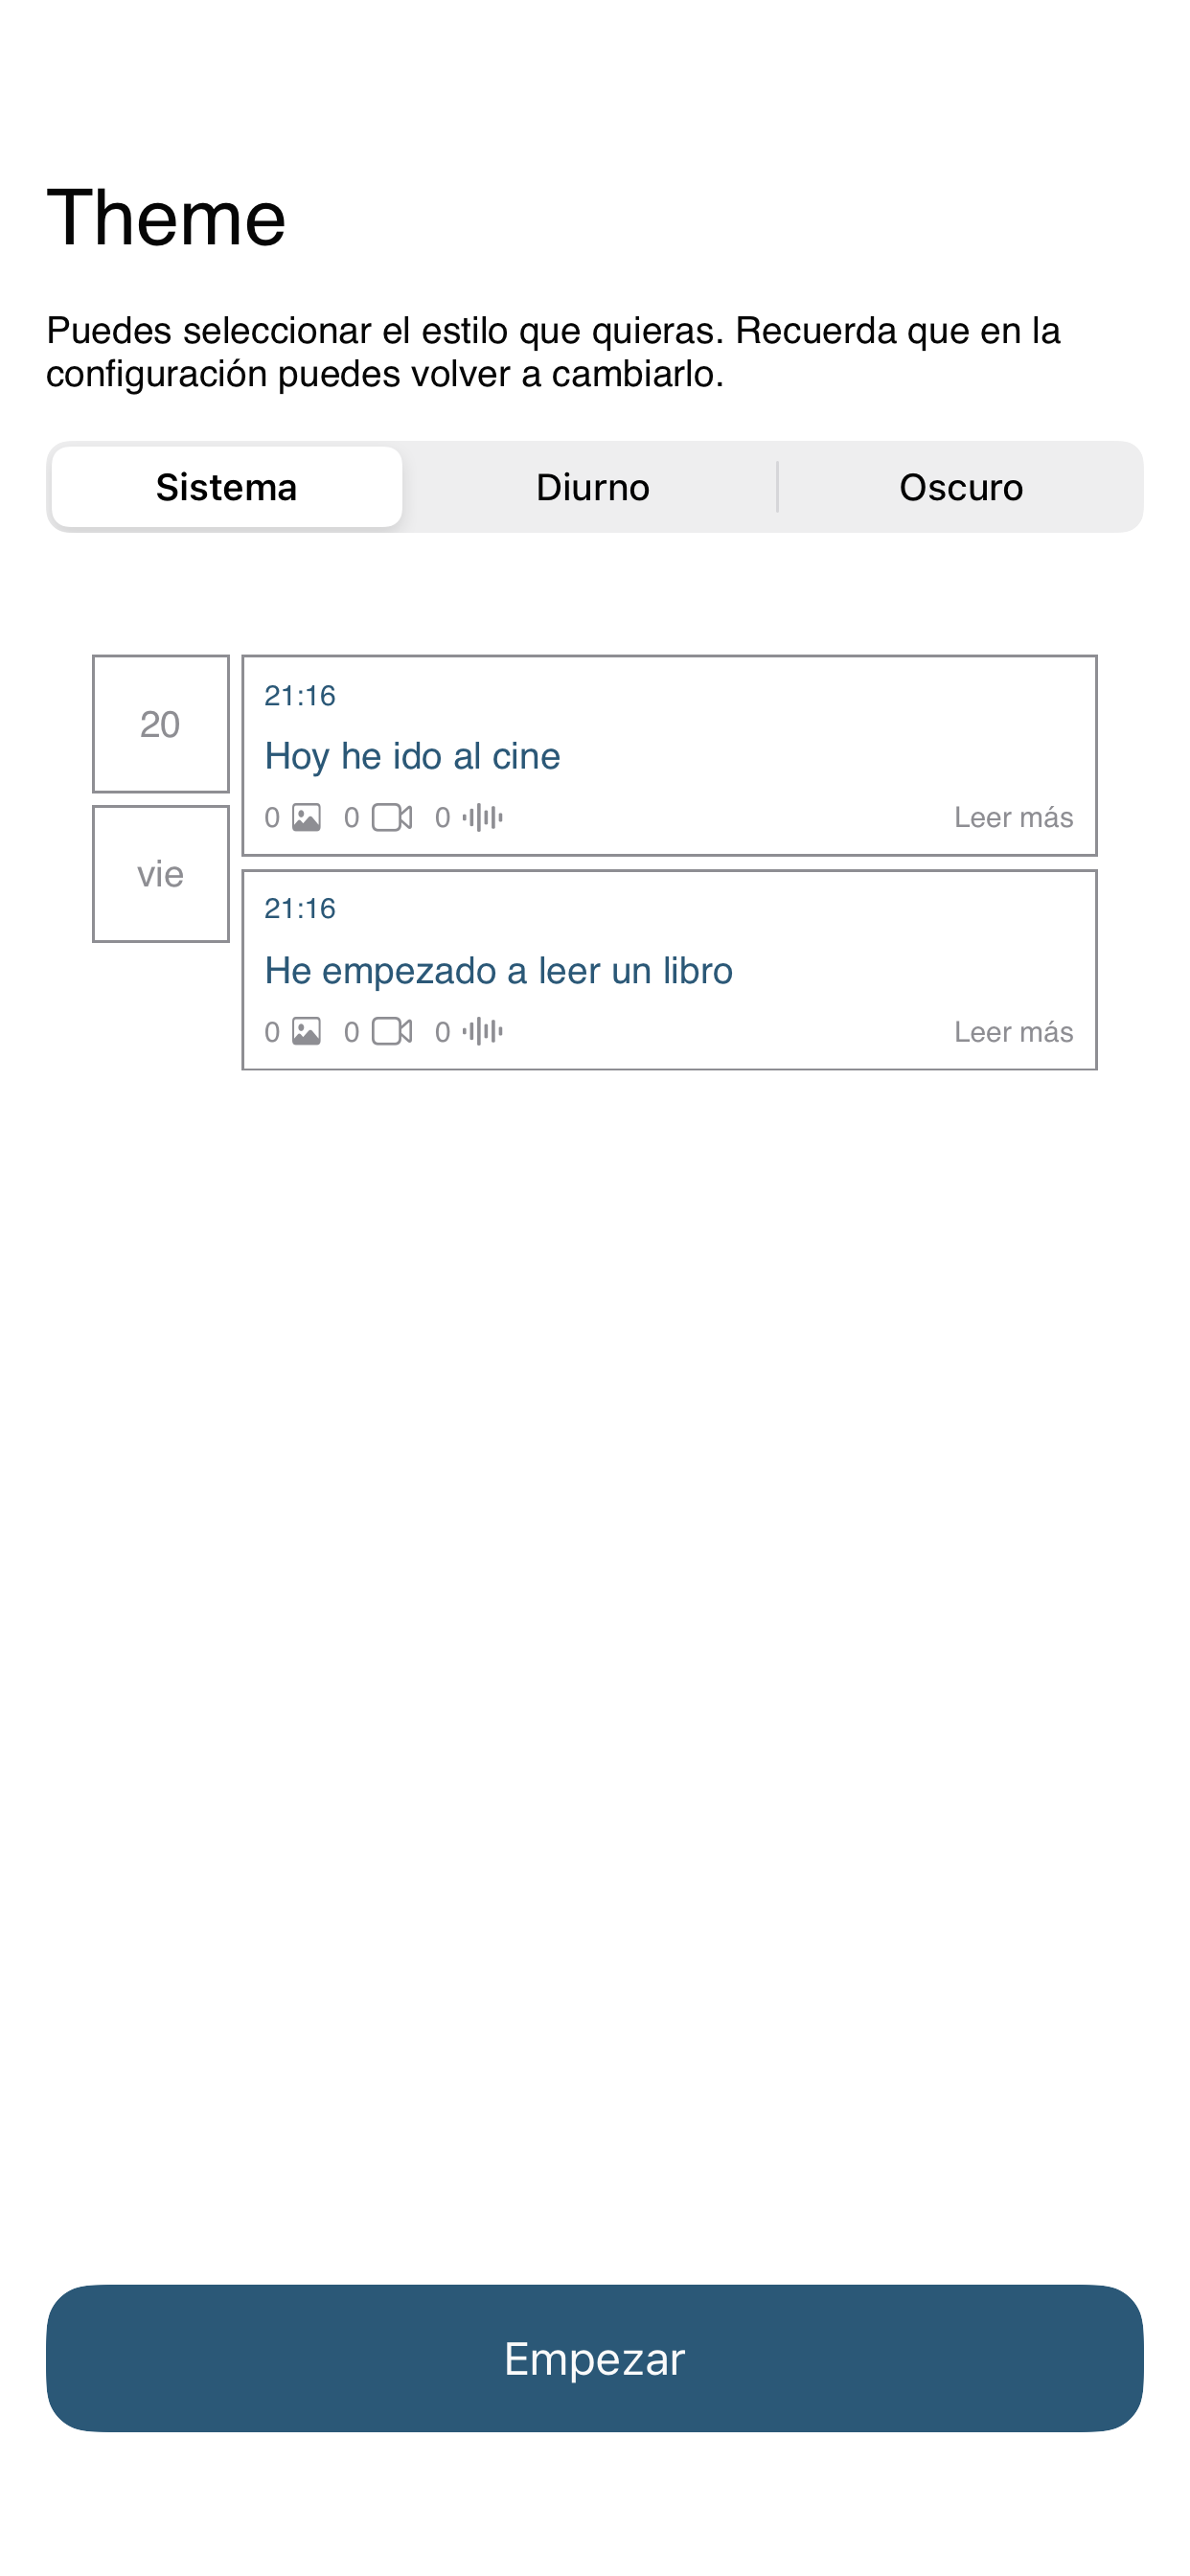 Theme
Puedes seleccionar el estilo que quieras. Recuerda que en la
configuración puedes volver a cambiarlo.
Sistema
Diurno
Oscuro
20
vie
21:16
Hoy he ido al cine
0 0 0
Leer más
21:16
He empezado a leer un libro
0 0 0
Leer más
Empezar